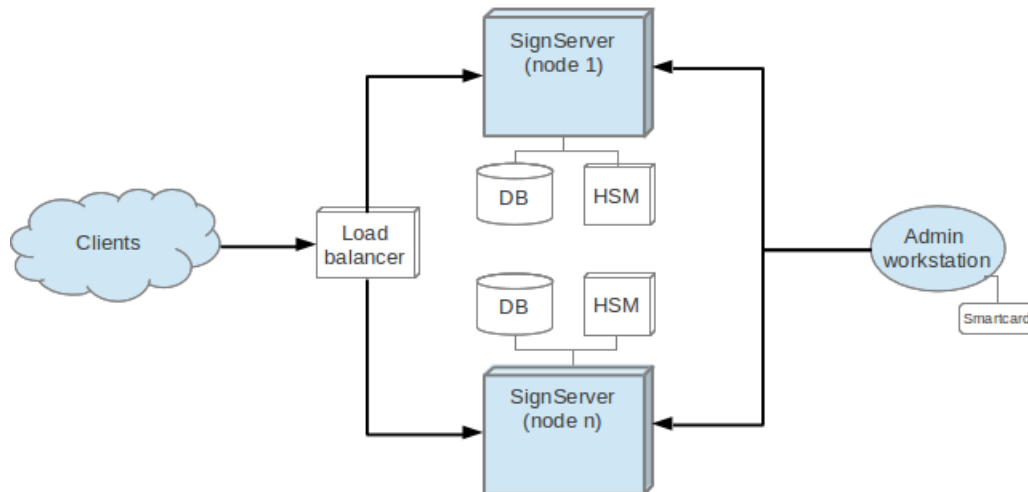 SignServer
(node 1)
DB
HSM
Clients
Load
balancer
Admin
workstation
Smartcard
DB
HSM
SignServer
(node n)